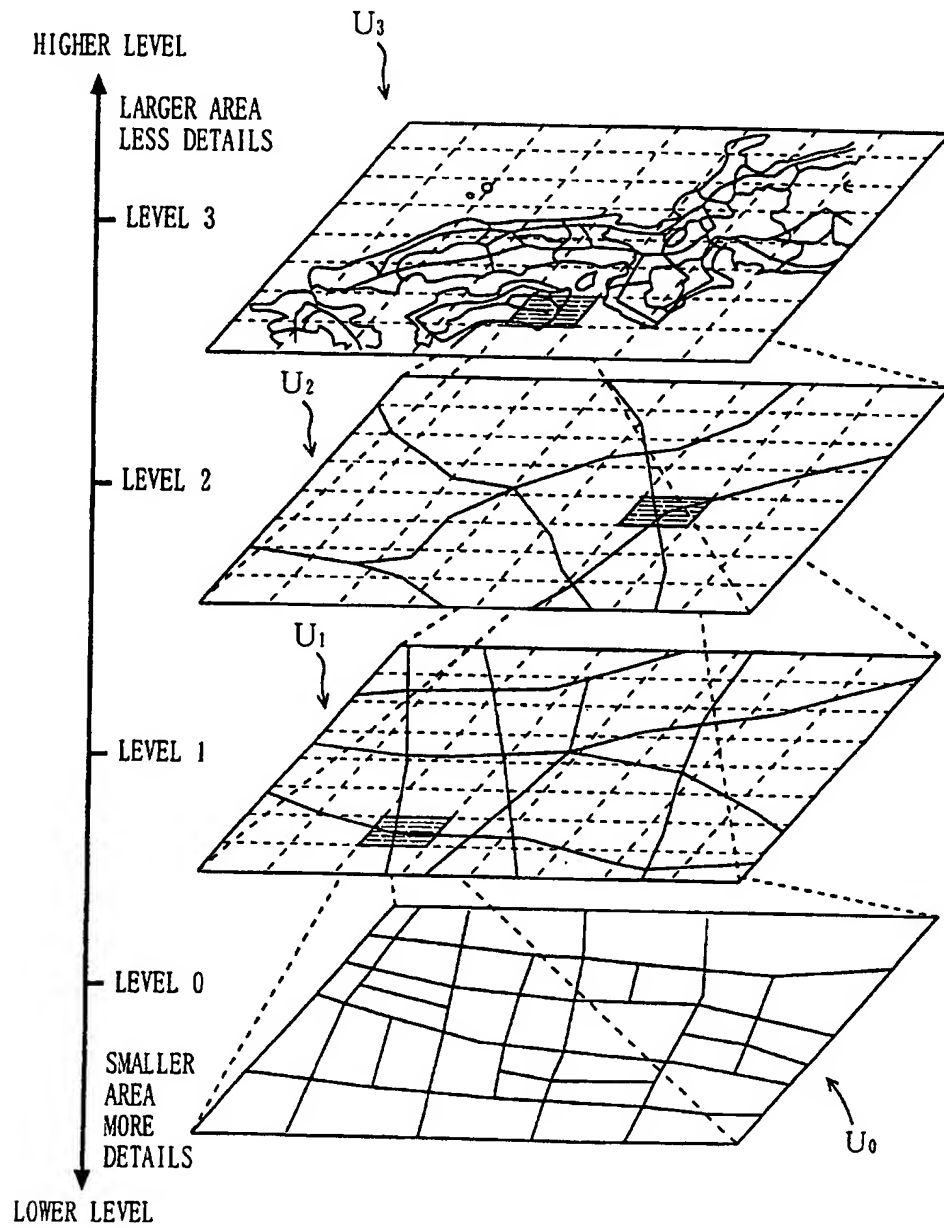 U3
HIGHER LEVEL
LARGER AREA
LESS DETAILS
LEVEL 3
U2
LEVEL 2
U1
LEVEL 1
LEVEL 0
SMALLER
AREA
MORE
DETAILS
U0
LOWER LEVEL